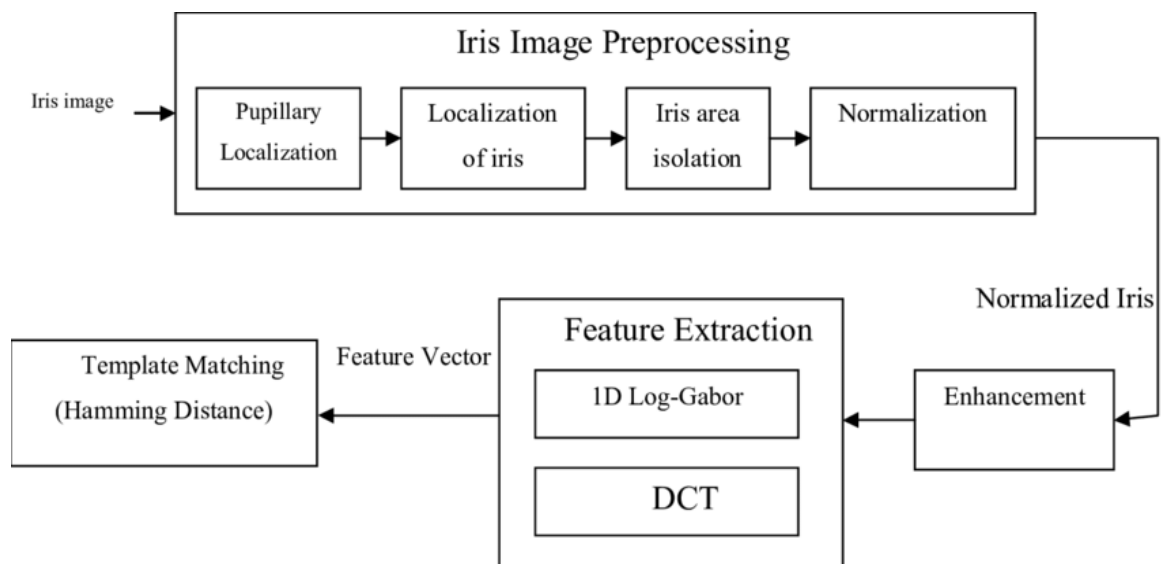 Iris Image Preprocessing
Iris image
Pupillary
Localization
Localization
of iris
Iris area
isolation
Normalization
Normalized Iris
Feature Extraction
1D Log-Gabor
DCT
Enhancement
Feature Vector
Template Matching
(Hamming Distance)